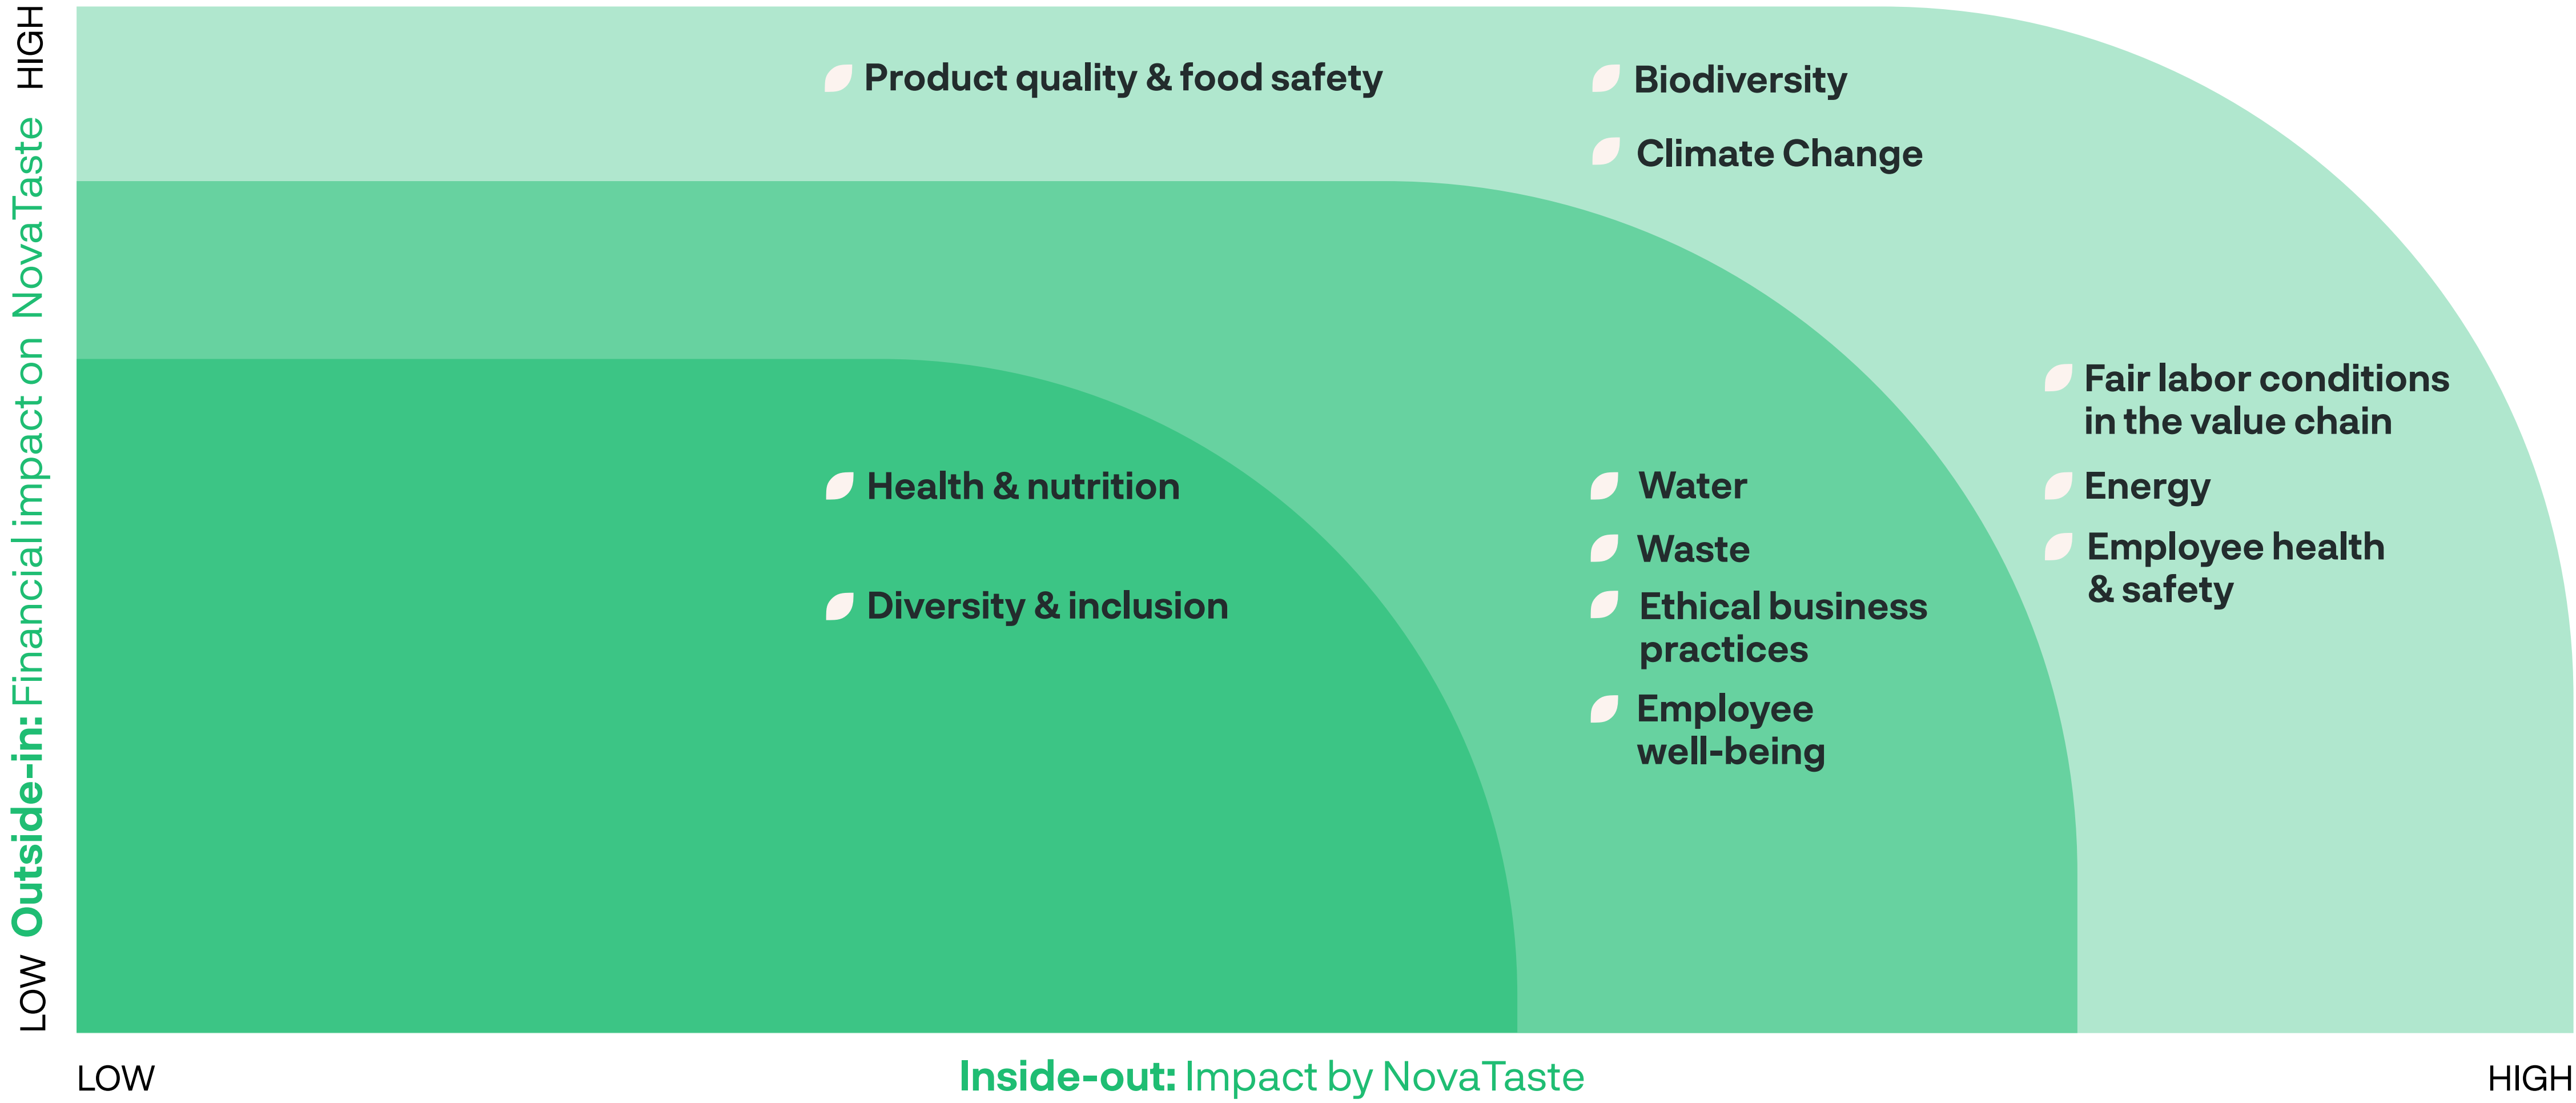 HIGH
Outside-in: Financial impact on NovaTaste
LOW
Product quality & food safety
Biodiversity
Climate Change
Fair labor conditions
in the value chain
Health & nutrition
Water
Energy
Waste
Employee health
& safety
Diversity & inclusion
Ethical business
practices
Employee
well-being
LOW
Inside-out: Impact by NovaTaste
HIGH